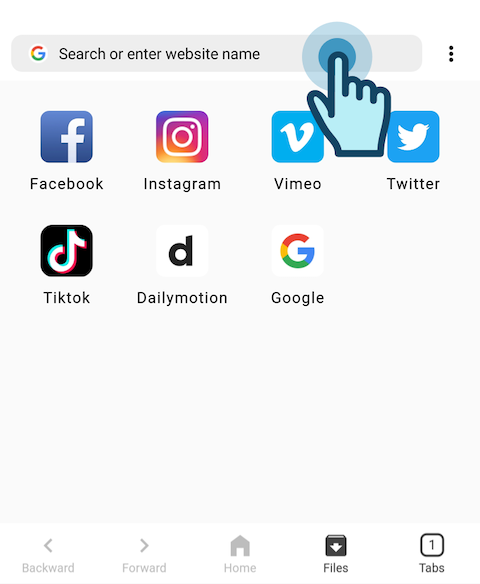 Search or enter website name
Facebook Instagram Vimeo Twitter
Tiktok Dailymotion Google
1
Backward Forward Home Files Tabs